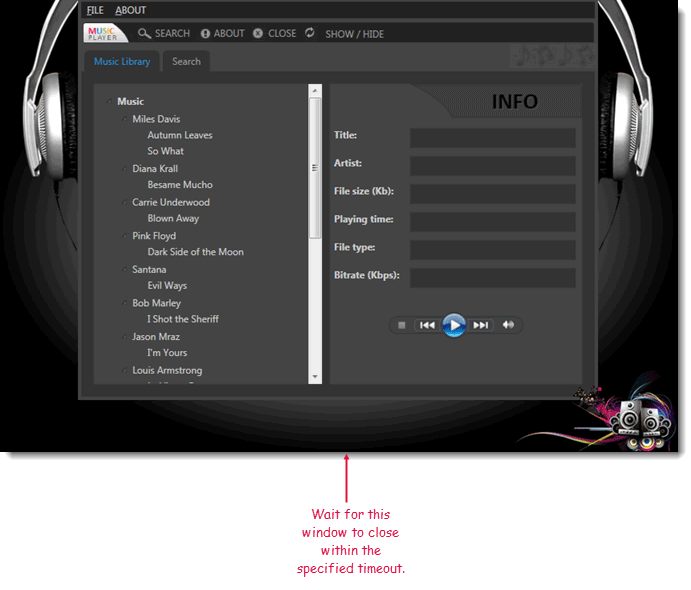 FILE ABOUT
MUSIC PLAYER SEARCH ABOUT CLOSE SHOW / HIDE
Music Library Search
Music
Miles Davis
Autumn Leaves
So What
Diana Krall
Besame Mucho
Carrie Underwood
Blown Away
Pink Floyd
Dark Side of the Moon
Santana
Evil Ways
Bob Marley
I Shot the Sheriff
Jason Mraz
I'm Yours
Louis Armstrong
INFO
Title:
Artist:
File size (Kb):
Playing time:
File type:
Bitrate (Kbps):
Wait for this
window to close
within the
specified timeout.